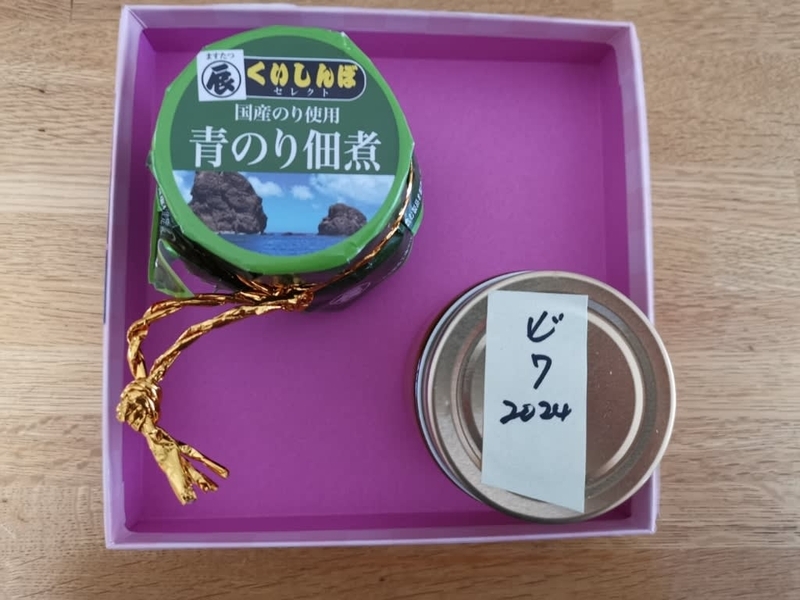 ますたつ
辰
くいしんぼ
セレクト
国産のり使用
青のり佃煮
ビ
ワ
2024